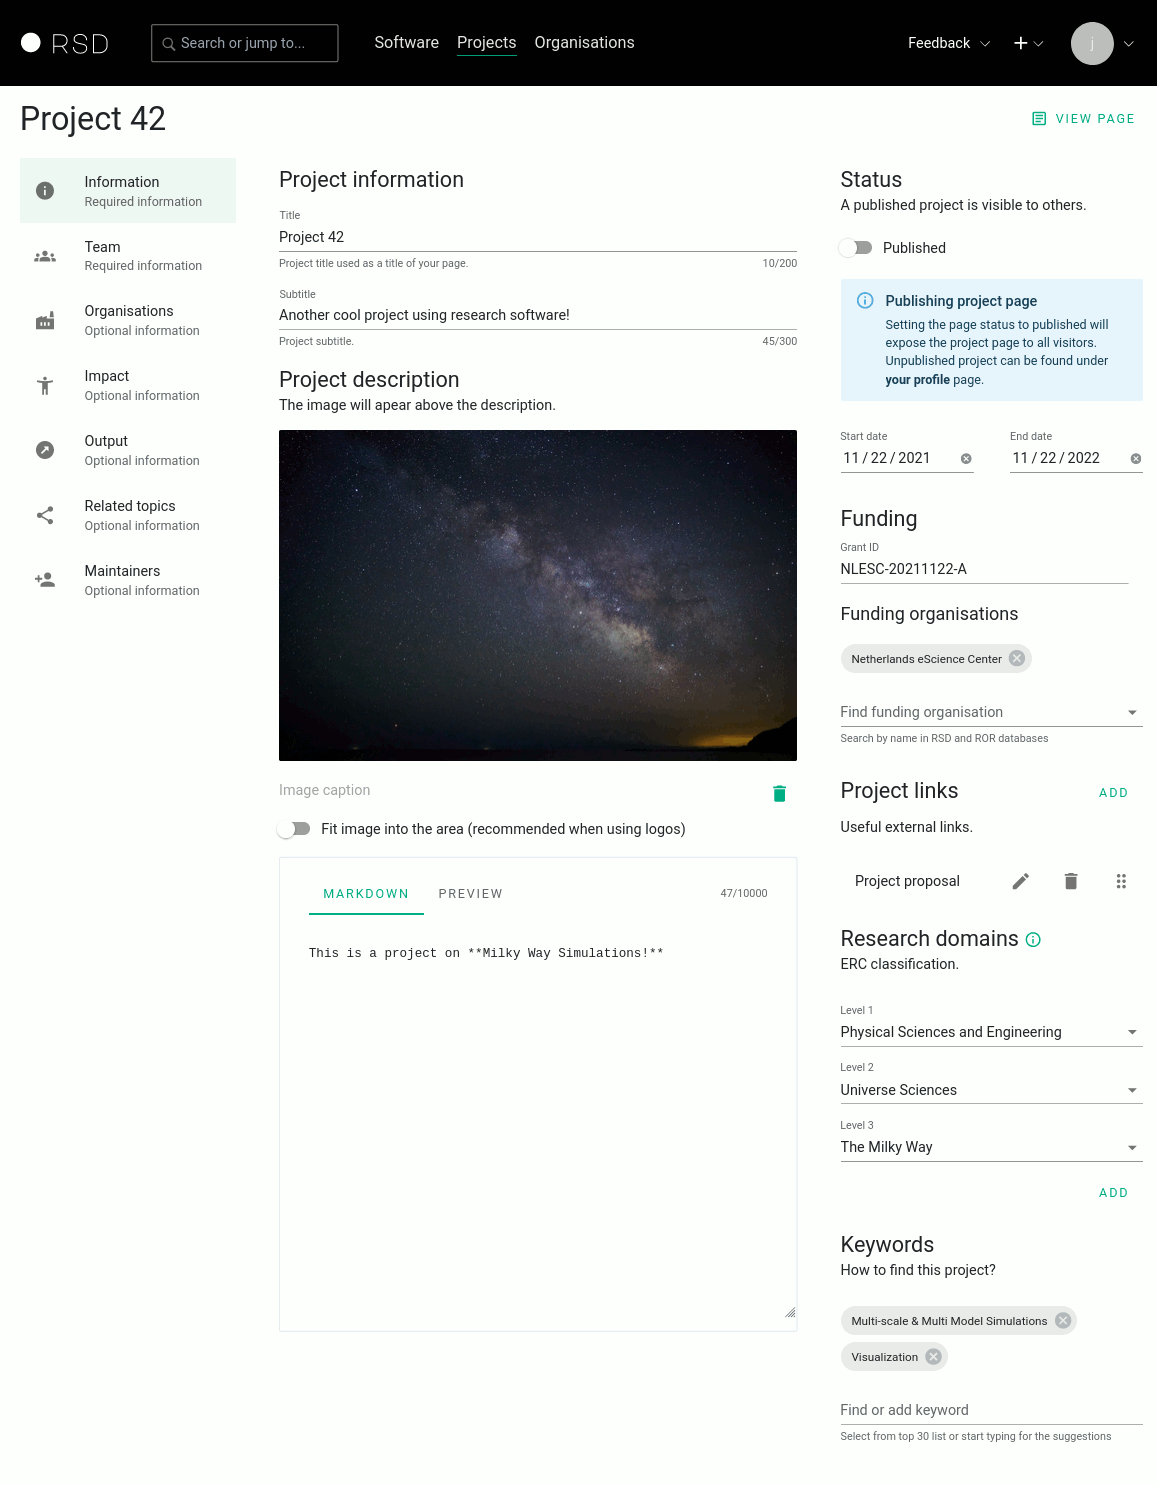 RSD
Search or jump to...
Software
Projects
Organisations
Feedback
j
Project 42
VIEW PAGE
Information
Required information
Team
Required information
Organisations
Optional information
Impact
Optional information
Output
Optional information
Related topics
Optional information
Maintainers
Optional information
Project information
Title
Project 42
Project title used as a title of your page.
10/200
Subtitle
Another cool project using research software!
Project subtitle.
45/300
Project description
The image will apear above the description.
Image caption
Fit image into the area (recommended when using logos)
MARKDOWN
PREVIEW
47/10000
This is a project on **Milky Way Simulations!**
Status
A published project is visible to others.
Published
Publishing project page
Setting the page status to published will
expose the project page to all visitors.
Unpublished project can be found under
your profile page.
Start date
11 / 22 / 2021
End date
11 / 22 / 2022
Funding
Grant ID
NLESC-20211122-A
Funding organisations
Netherlands eScience Center
Find funding organisation
Search by name in RSD and ROR databases
Project links
ADD
Useful external links.
Project proposal
Research domains
ERC classification.
Level 1
Physical Sciences and Engineering
Level 2
Universe Sciences
Level 3
The Milky Way
ADD
Keywords
How to find this project?
Multi-scale & Multi Model Simulations
Visualization
Find or add keyword
Select from top 30 list or start typing for the suggestions